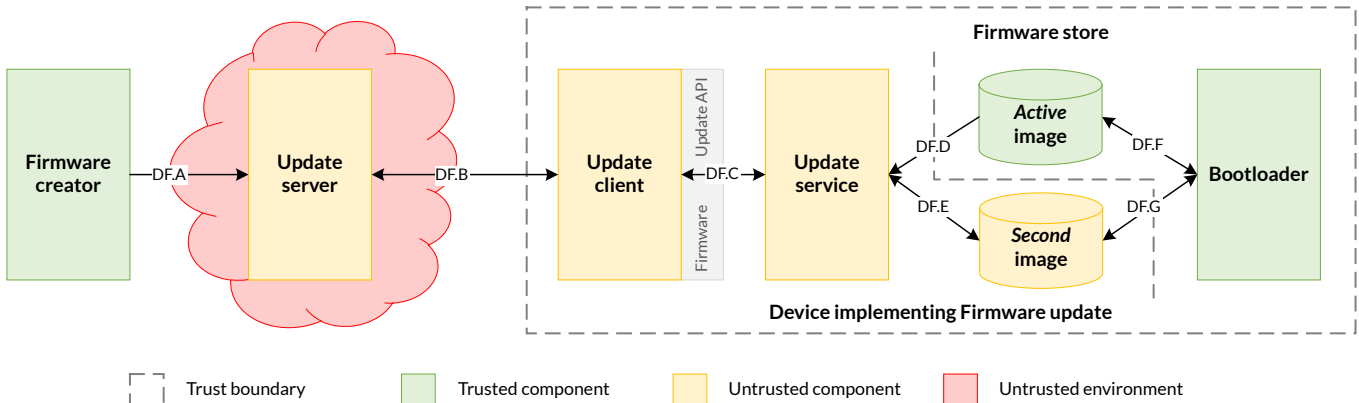 Firmware store
Firmware
creator
DF.A
Update
server
DF.B
Update
client
Firmware Update API
DF.C
Update
service
DF.D
DF.E
Active
image
Second
image
DF.F
DF.G
Bootloader
Device implementing Firmware update
Trust boundary
Trusted component
Untrusted component
Untrusted environment